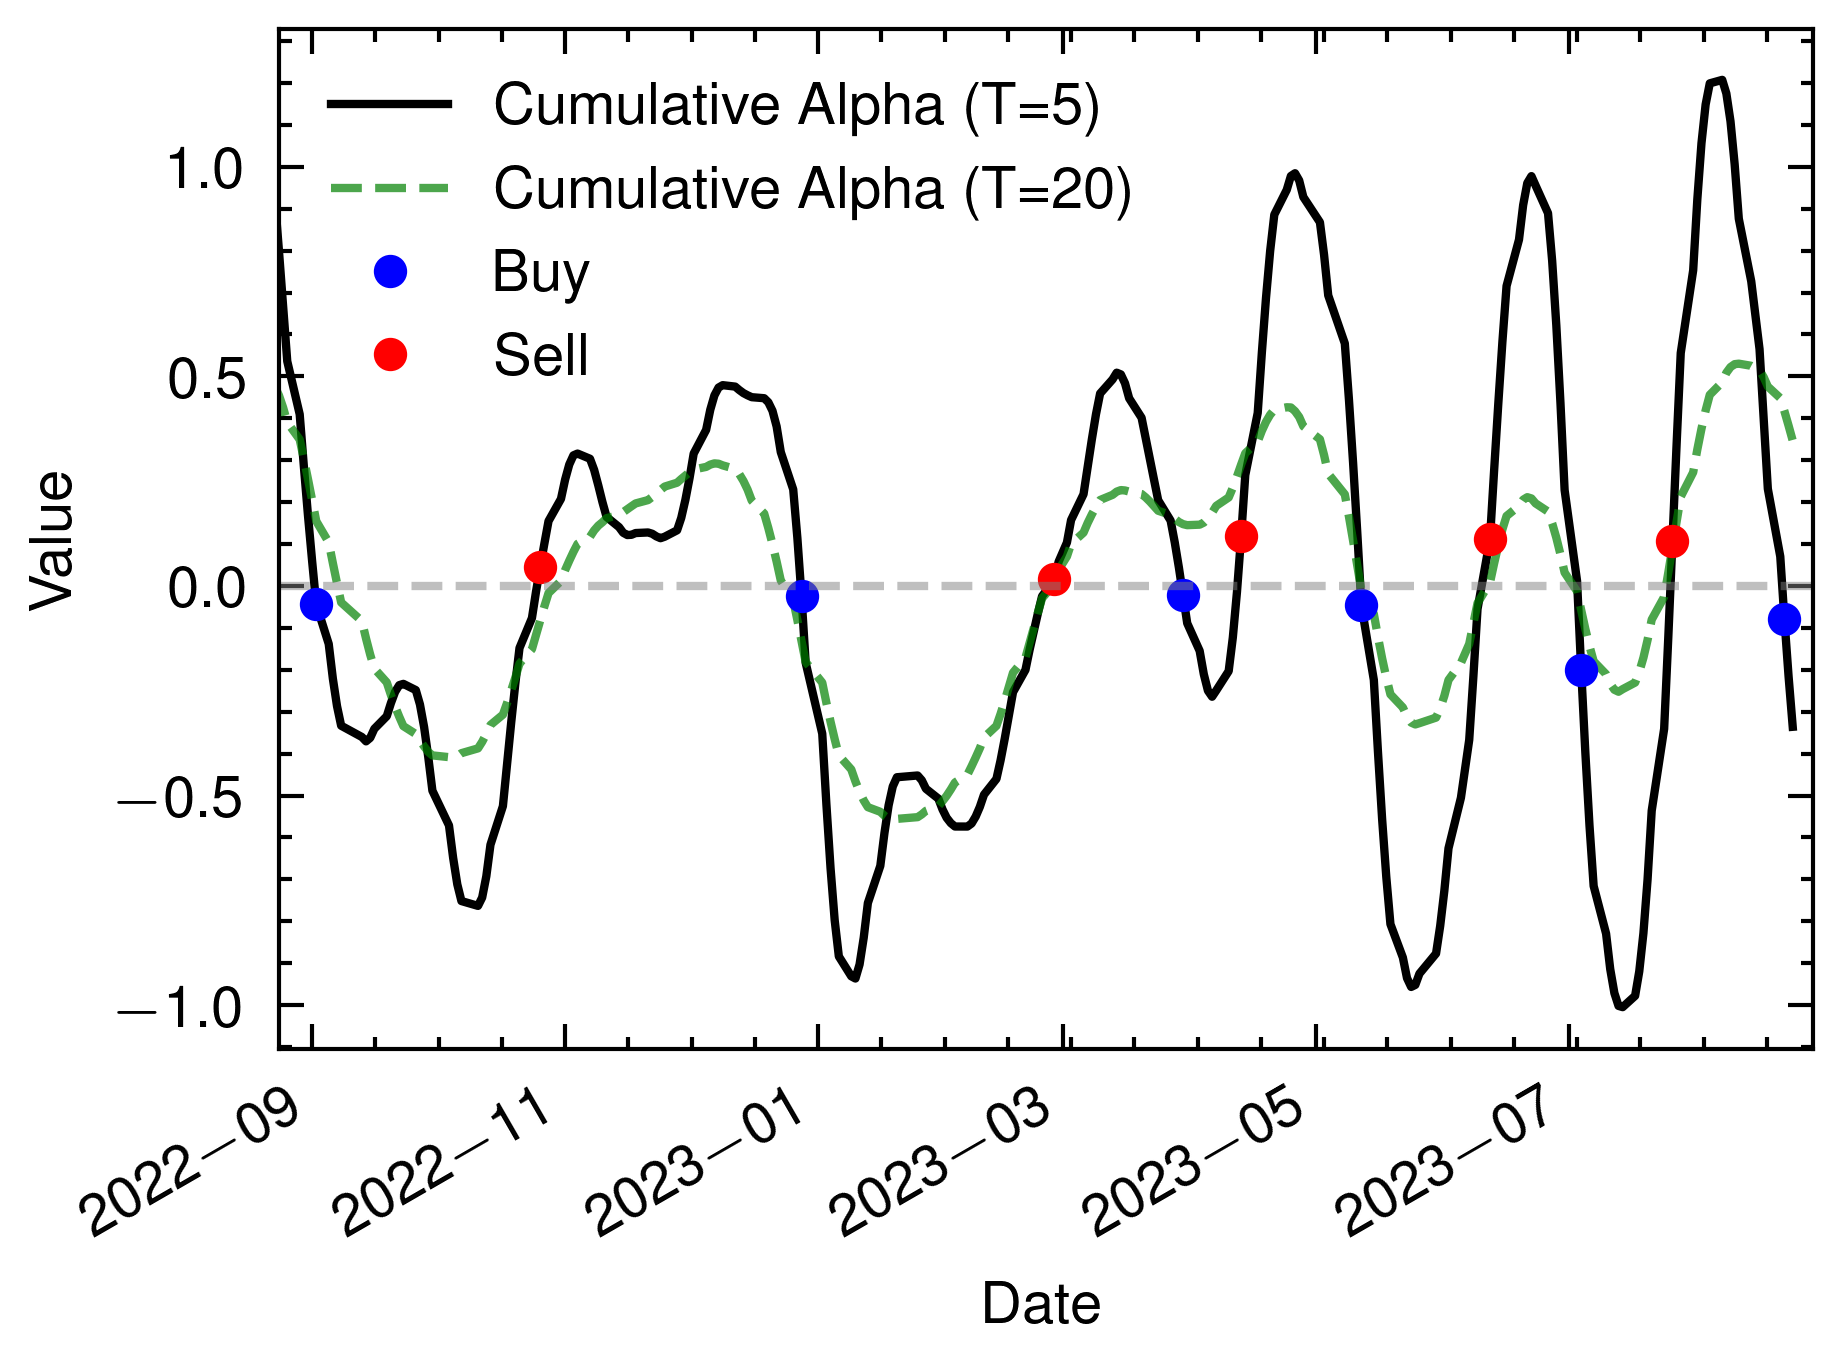 Cumulative Alpha (T=5)
Cumulative Alpha (T=20)
Buy
Sell
1.0
0.5
0.0
−0.5
−1.0
Value
2022−09
2022−11
2023−01
2023−03
2023−05
2023−07
Date